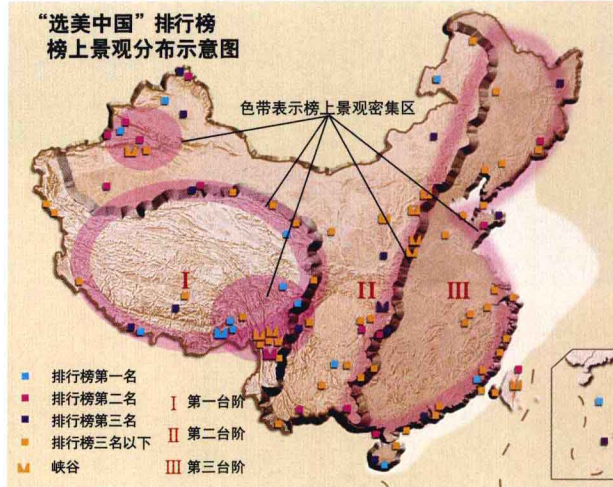 “选美中国”排行榜
榜上景观分布示意图
色带表示榜上景观密集区
I
II
III
排行榜第一名
排行榜第二名
排行榜第三名
排行榜三名以下
峡谷
I 第一台阶
II 第二台阶
III 第三台阶